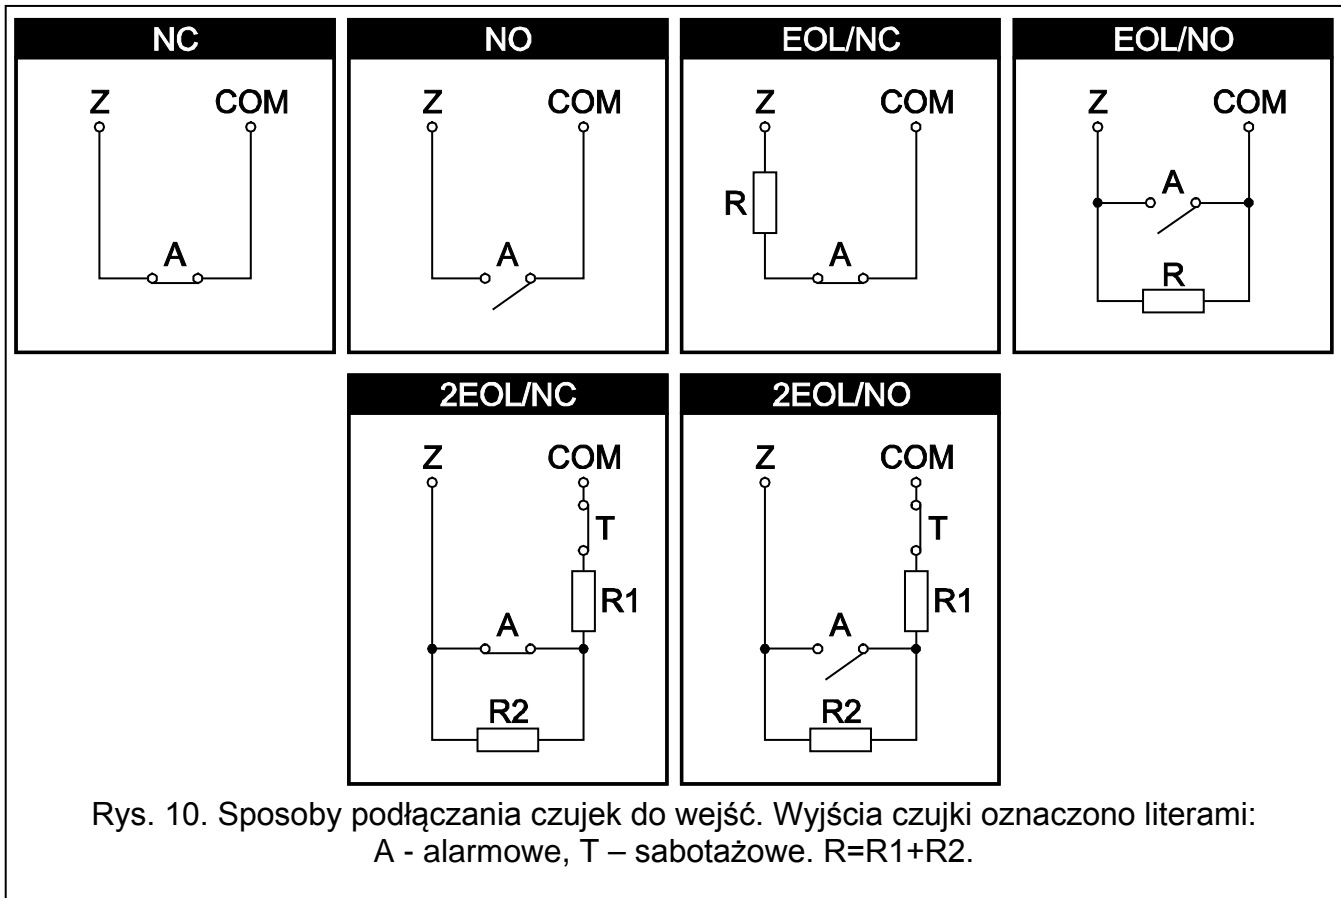 NC
Z COM
A
NO
Z COM
A
EOL/NC
Z COM
R
A
EOL/NO
Z COM
A
R
2EOL/NC
Z COM
T
R1
A
R2
2EOL/NO
Z COM
T
R1
A
R2
Rys. 10. Sposoby podłączania czujek do wejść. Wyjścia czujki oznaczono literami:
A - alarmowe, T – sabotażowe. R=R1+R2.